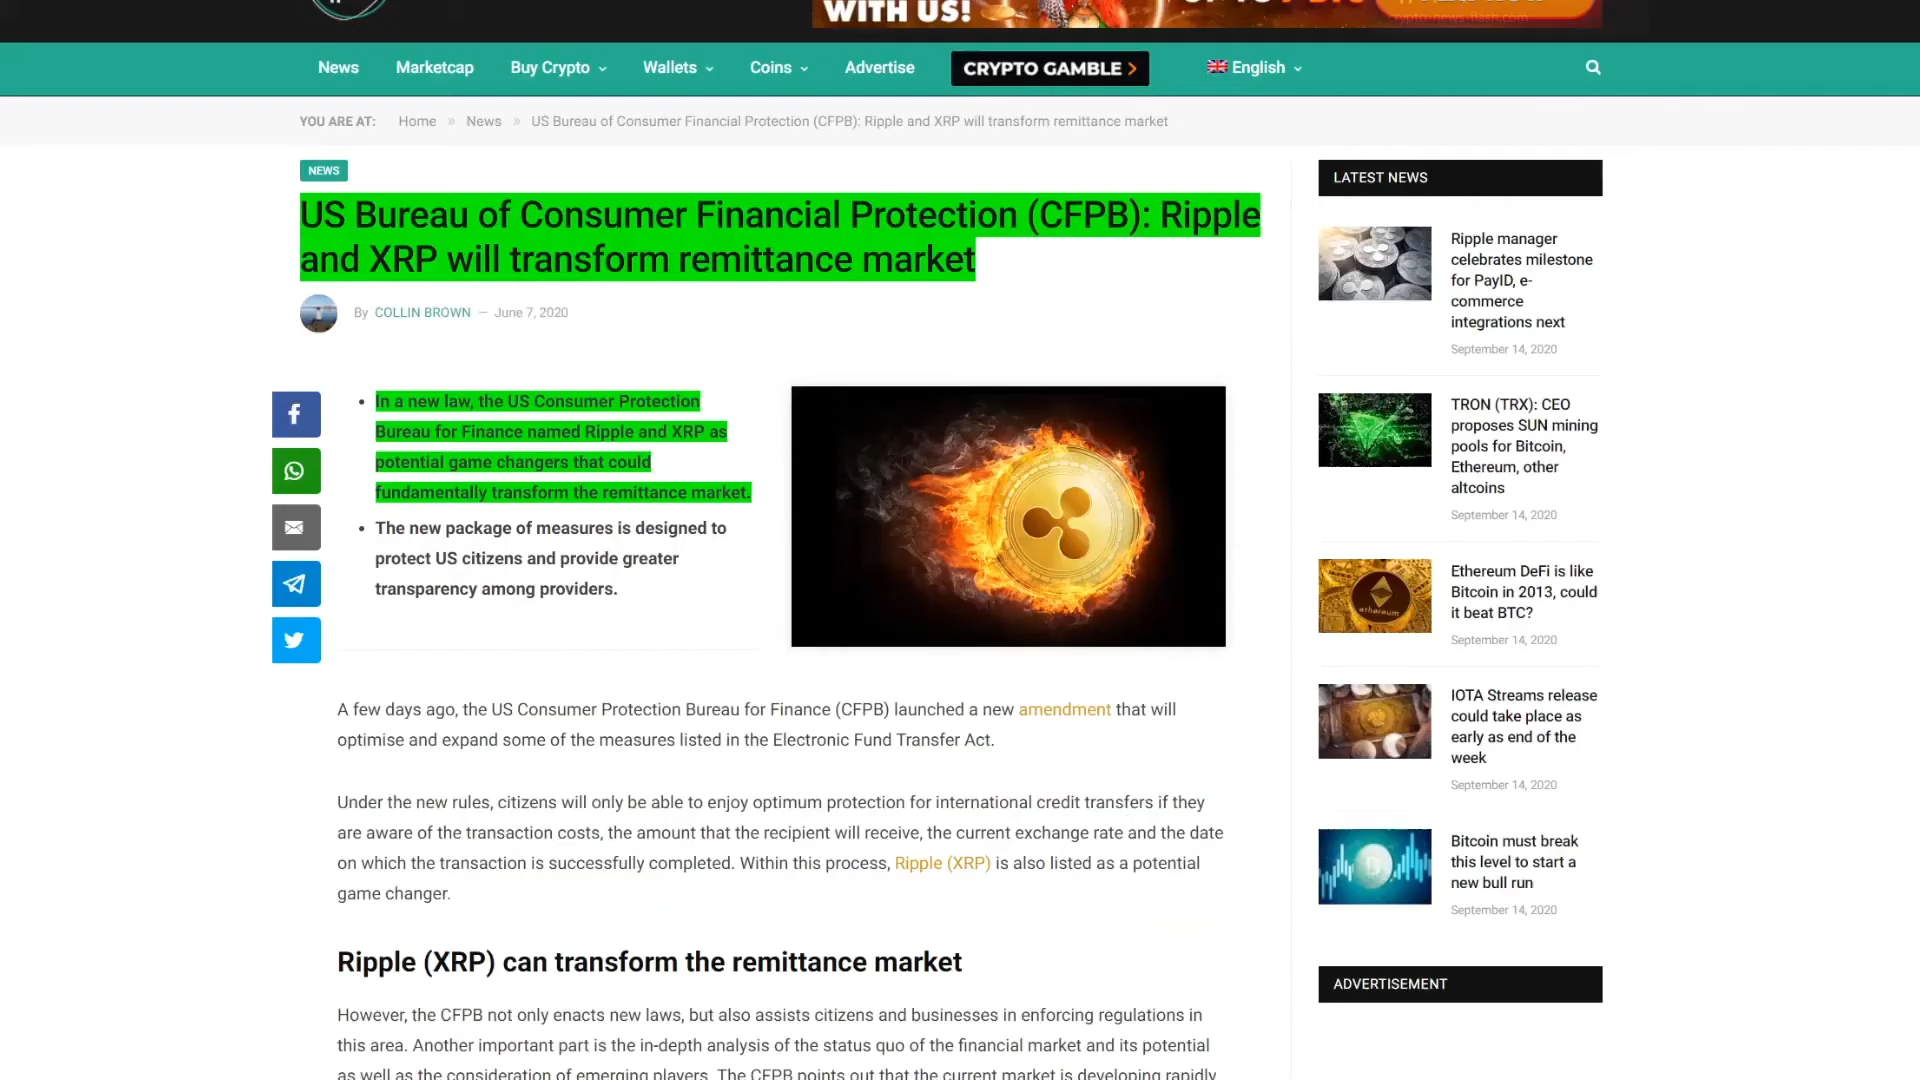 WITH US!
crypto-news-flash.com
News
Marketcap
Buy Crypto
Wallets
Coins
Advertise
CRYPTO GAMBLE
English
YOU ARE AT: Home » News » US Bureau of Consumer Financial Protection (CFPB): Ripple and XRP will transform remittance market
NEWS
US Bureau of Consumer Financial Protection (CFPB): Ripple
and XRP will transform remittance market
By COLLIN BROWN — June 7, 2020
• In a new law, the US Consumer Protection
Bureau for Finance named Ripple and XRP as
potential game changers that could
fundamentally transform the remittance market.
• The new package of measures is designed to
protect US citizens and provide greater
transparency among providers.
A few days ago, the US Consumer Protection Bureau for Finance (CFPB) launched a new amendment that will
optimise and expand some of the measures listed in the Electronic Fund Transfer Act.
Under the new rules, citizens will only be able to enjoy optimum protection for international credit transfers if they
are aware of the transaction costs, the amount that the recipient will receive, the current exchange rate and the date
on which the transaction is successfully completed. Within this process, Ripple (XRP) is also listed as a potential
game changer.
Ripple (XRP) can transform the remittance market
However, the CFPB not only enacts new laws, but also assists citizens and businesses in enforcing regulations in
this area. Another important part is the in-depth analysis of the status quo of the financial market and its potential
as well as the consideration of emerging players. The CFPB points out that the current market is developing rapidly
LATEST NEWS
Ripple manager
celebrates milestone
for PayID, e-
commerce
integrations next
September 14, 2020
TRON (TRX): CEO
proposes SUN mining
pools for Bitcoin,
Ethereum, other
altcoins
September 14, 2020
ethereum
Ethereum DeFi is like
Bitcoin in 2013, could
it beat BTC?
September 14, 2020
IOTA Streams release
could take place as
early as end of the
week
September 14, 2020
Bitcoin must break
this level to start a
new bull run
September 14, 2020
ADVERTISEMENT